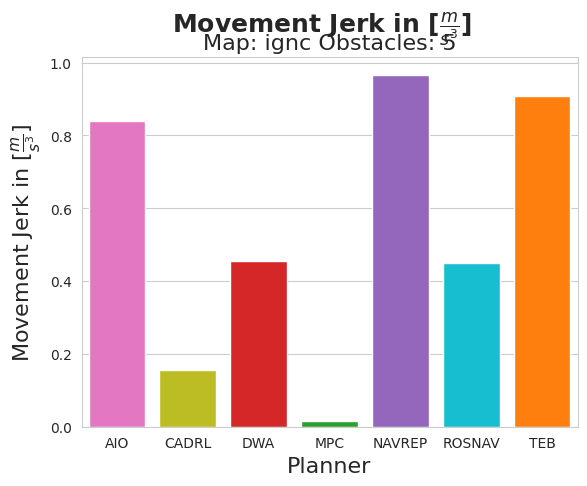 Movement Jerk in [m/s³]
Map: ignc Obstacles: 5
Movement Jerk in [m/s³]
1.0
0.8
0.6
0.4
0.2
0.0
AIO CADRL DWA MPC NAVREP ROSNAV TEB
Planner